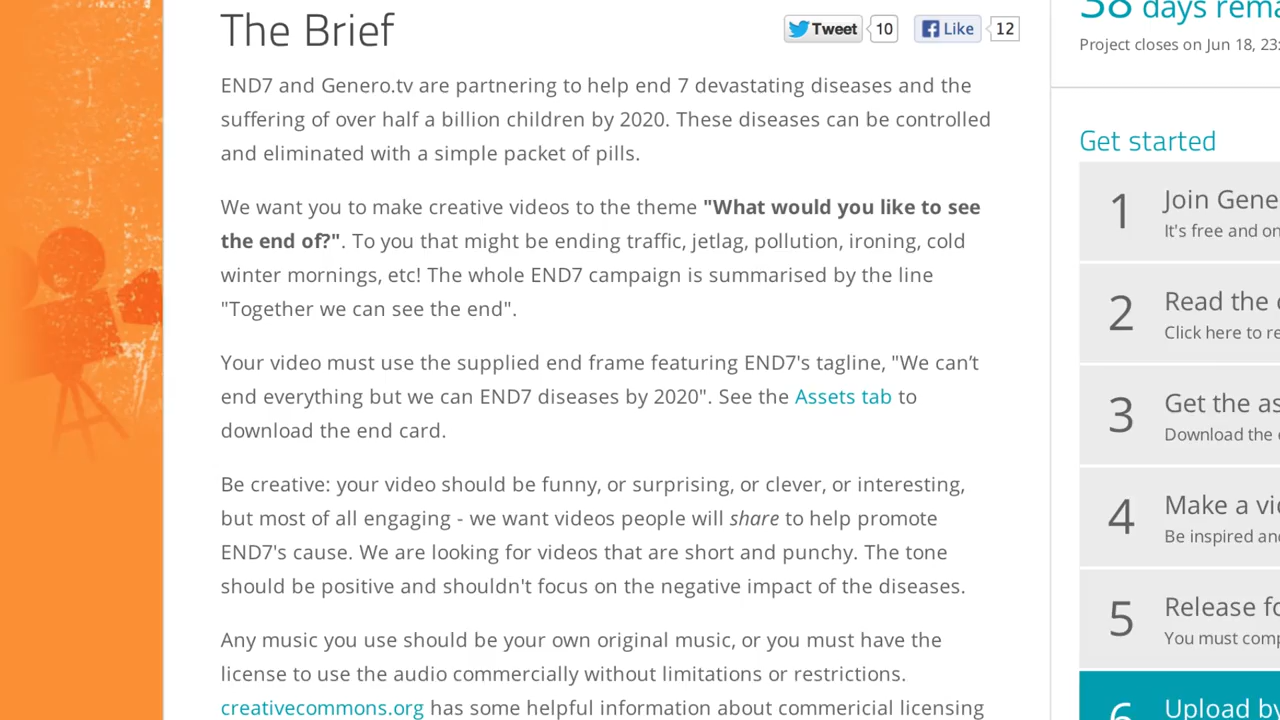 The Brief
Tweet 10 Like 12
END7 and Genero.tv are partnering to help end 7 devastating diseases and the
suffering of over half a billion children by 2020. These diseases can be controlled
and eliminated with a simple packet of pills.
We want you to make creative videos to the theme "What would you like to see
the end of?". To you that might be ending traffic, jetlag, pollution, ironing, cold
winter mornings, etc! The whole END7 campaign is summarised by the line
"Together we can see the end".
Your video must use the supplied end frame featuring END7's tagline, "We can’t
end everything but we can END7 diseases by 2020". See the Assets tab to
download the end card.
Be creative: your video should be funny, or surprising, or clever, or interesting,
but most of all engaging - we want videos people will share to help promote
END7's cause. We are looking for videos that are short and punchy. The tone
should be positive and shouldn't focus on the negative impact of the diseases.
Any music you use should be your own original music, or you must have the
license to use the audio commercially without limitations or restrictions.
creativecommons.org has some helpful information about commericial licensing
38 days
Project closes on Jun 18,
Get started
1 Join
It's free and
2 Read the
Click here to
3 Get the
Download the
4 Make a
Be inspired
5 Release
You must
6 Upload